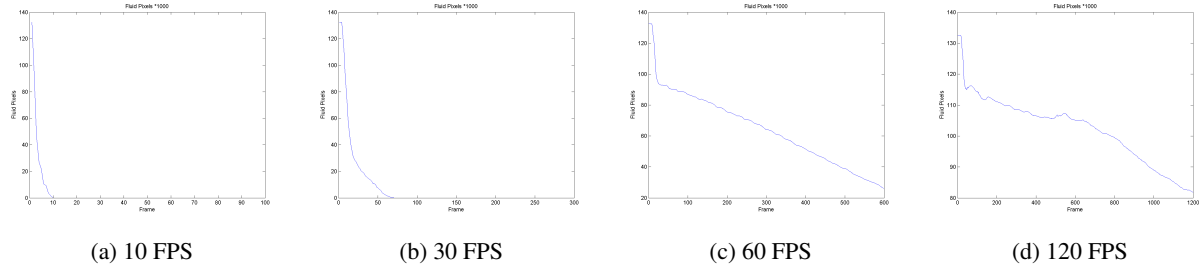 Fluid Pixels *1000
Fluid Pixels
140
120
100
80
60
40
20
0
0 10 20 30 40 50 60 70 80 90 100
Frame
(a) 10 FPS
Fluid Pixels *1000
Fluid Pixels
140
120
100
80
60
40
20
0
0 50 100 150 200 250 300
Frame
(b) 30 FPS
Fluid Pixels *1000
Fluid Pixels
140
120
100
80
60
40
20
0 100 200 300 400 500 600
Frame
(c) 60 FPS
Fluid Pixels *1000
Fluid Pixels
140
130
120
110
100
90
80
0 200 400 600 800 1000 1200
Frame
(d) 120 FPS